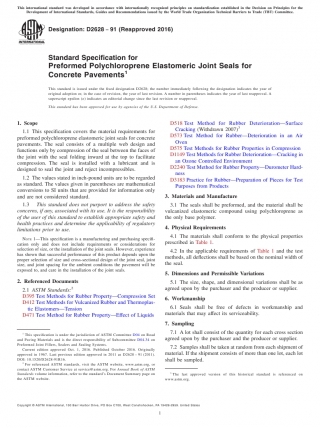 This international standard was developed in accordance with internationally recognized principles on standardization established in the Decision on Principles for the
Development of International Standards, Guides and Recommendations issued by the World Trade Organization Technical Barriers to Trade (TBT) Committee.
Designation: D2628 − 91 (Reapproved 2016)
Standard Specification for
Preformed Polychloroprene Elastomeric Joint Seals for
Concrete Pavements1
This standard is issued under the fixed designation D2628; the number immediately following the designation indicates the year of
original adoption or, in the case of revision, the year of last revision. A number in parentheses indicates the year of last reapproval. A
superscript epsilon (ε) indicates an editorial change since the last revision or reapproval.
This standard has been approved for use by agencies of the U.S. Department of Defense.
1. Scope
1.1 This specification covers the material requirements for
preformed polychloroprene elastomeric joint seals for concrete
pavements. The seal consists of a multiple web design and
functions only by compression of the seal between the faces of
the joint with the seal folding inward at the top to facilitate
compression. The seal is installed with a lubricant and is
designed to seal the joint and reject incompressibles.
1.2 The values stated in inch-pound units are to be regarded
as standard. The values given in parentheses are mathematical
conversions to SI units that are provided for information only
and are not considered standard.
1.3 This standard does not purport to address the safety
concerns, if any, associated with its use. It is the responsibility
of the user of this standard to establish appropriate safety and
health practices and determine the applicability of regulatory
limitations prior to use.
NOTE 1—This specification is a manufacturing and purchasing specifi-
cation only and does not include requirements or considerations for
selection of size, or the installation of the joint seals. However, experience
has shown that successful performance of this product depends upon the
proper selection of size and cross-sectional design of the joint seal, joint
size, and joint spacing for the ambient conditions the pavement will be
exposed to, and care in the installation of the joint seals.
2. Referenced Documents
2.1 ASTM Standards:2
D395 Test Methods for Rubber Property—Compression Set
D412 Test Methods for Vulcanized Rubber and Thermoplas-
tic Elastomers—Tension
D471 Test Method for Rubber Property—Effect of Liquids
D518 Test Method for Rubber Deterioration—Surface
Cracking (Withdrawn 2007)3
D573 Test Method for Rubber—Deterioration in an Air
Oven
D575 Test Methods for Rubber Properties in Compression
D1149 Test Methods for Rubber Deterioration—Cracking in
an Ozone Controlled Environment
D2240 Test Method for Rubber Property—Durometer Hard-
ness
D3183 Practice for Rubber—Preparation of Pieces for Test
Purposes from Products
3. Materials and Manufacture
3.1 The seals shall be preformed, and the material shall be
vulcanized elastomeric compound using polychloroprene as
the only base polymer.
4. Physical Requirements
4.1 The materials shall conform to the physical properties
prescribed in Table 1.
4.2 In the applicable requirements of Table 1 and the test
methods, all deflections shall be based on the nominal width of
the seal.
5. Dimensions and Permissible Variations
5.1 The size, shape, and dimensional variations shall be as
agreed upon by the purchaser and the producer or supplier.
6. Workmanship
6.1 Seals shall be free of defects in workmanship and
materials that may affect its serviceability.
7. Sampling
7.1 A lot shall consist of the quantity for each cross section
agreed upon by the purchaser and the producer or supplier.
7.2 Samples shall be taken at random from each shipment of
material. If the shipment consists of more than one lot, each lot
shall be sampled.
1 This specification is under the jurisdiction of ASTM Committee D04 on Road
and Paving Materials and is the direct responsibility of Subcommittee D04.34 on
Preformed Joint Fillers, Sealers and Sealing Systems.
Current edition approved Dec. 1, 2016. Published October 2016. Originally
approved in 1967. Last previous edition approved in 2011 as D2628 – 91 (2011).
DOI: 10.1520/D2628-91R16.
2 For referenced ASTM standards, visit the ASTM website, www.astm.org, or
contact ASTM Customer Service at service@astm.org. For Annual Book of ASTM
Standards volume information, refer to the standard's Document Summary page on
the ASTM website.
3 The last approved version of this historical standard is referenced on
www.astm.org.
Copyright © ASTM International, 100 Barr Harbor Drive, PO Box C700, West Conshohocken, PA 19428-2959. United States
1